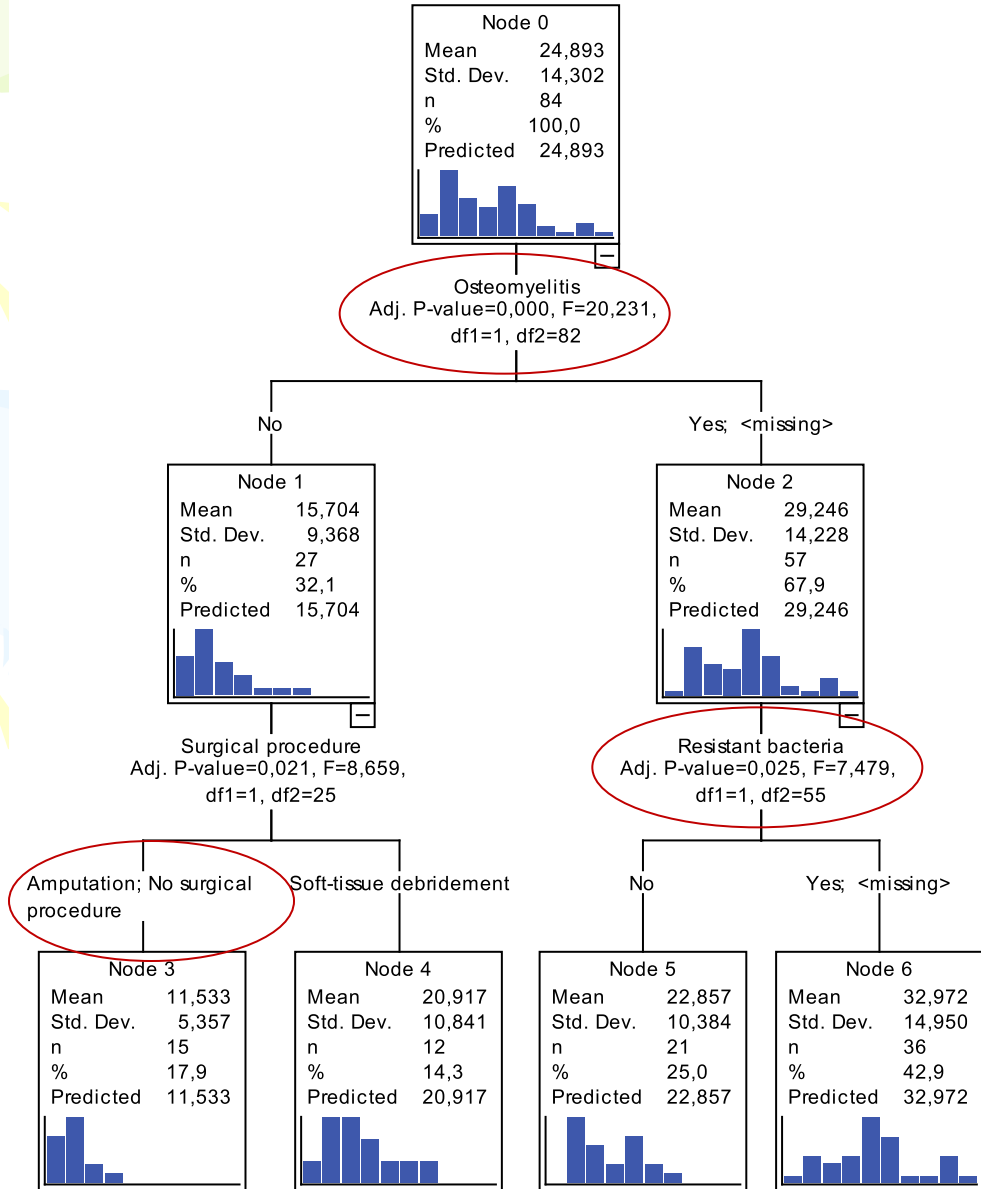 Node 0
Mean 24,893
Std. Dev. 14,302
n 84
% 100,0
Predicted 24,893
Osteomyelitis
Adj. P-value=0,000, F=20,231,
df1=1, df2=82
No
Yes; <missing>
Node 1
Mean 15,704
Std. Dev. 9,368
n 27
% 32,1
Predicted 15,704
Node 2
Mean 29,246
Std. Dev. 14,228
n 57
% 67,9
Predicted 29,246
Surgical procedure
Adj. P-value=0,021, F=8,659,
df1=1, df2=25
Resistant bacteria
Adj. P-value=0,025, F=7,479,
df1=1, df2=55
Amputation; No surgical
procedure
Soft-tissue debridement
No
Yes; <missing>
Node 3
Mean 11,533
Std. Dev. 5,357
n 15
% 17,9
Predicted 11,533
Node 4
Mean 20,917
Std. Dev. 10,841
n 12
% 14,3
Predicted 20,917
Node 5
Mean 22,857
Std. Dev. 10,384
n 21
% 25,0
Predicted 22,857
Node 6
Mean 32,972
Std. Dev. 14,950
n 36
% 42,9
Predicted 32,972